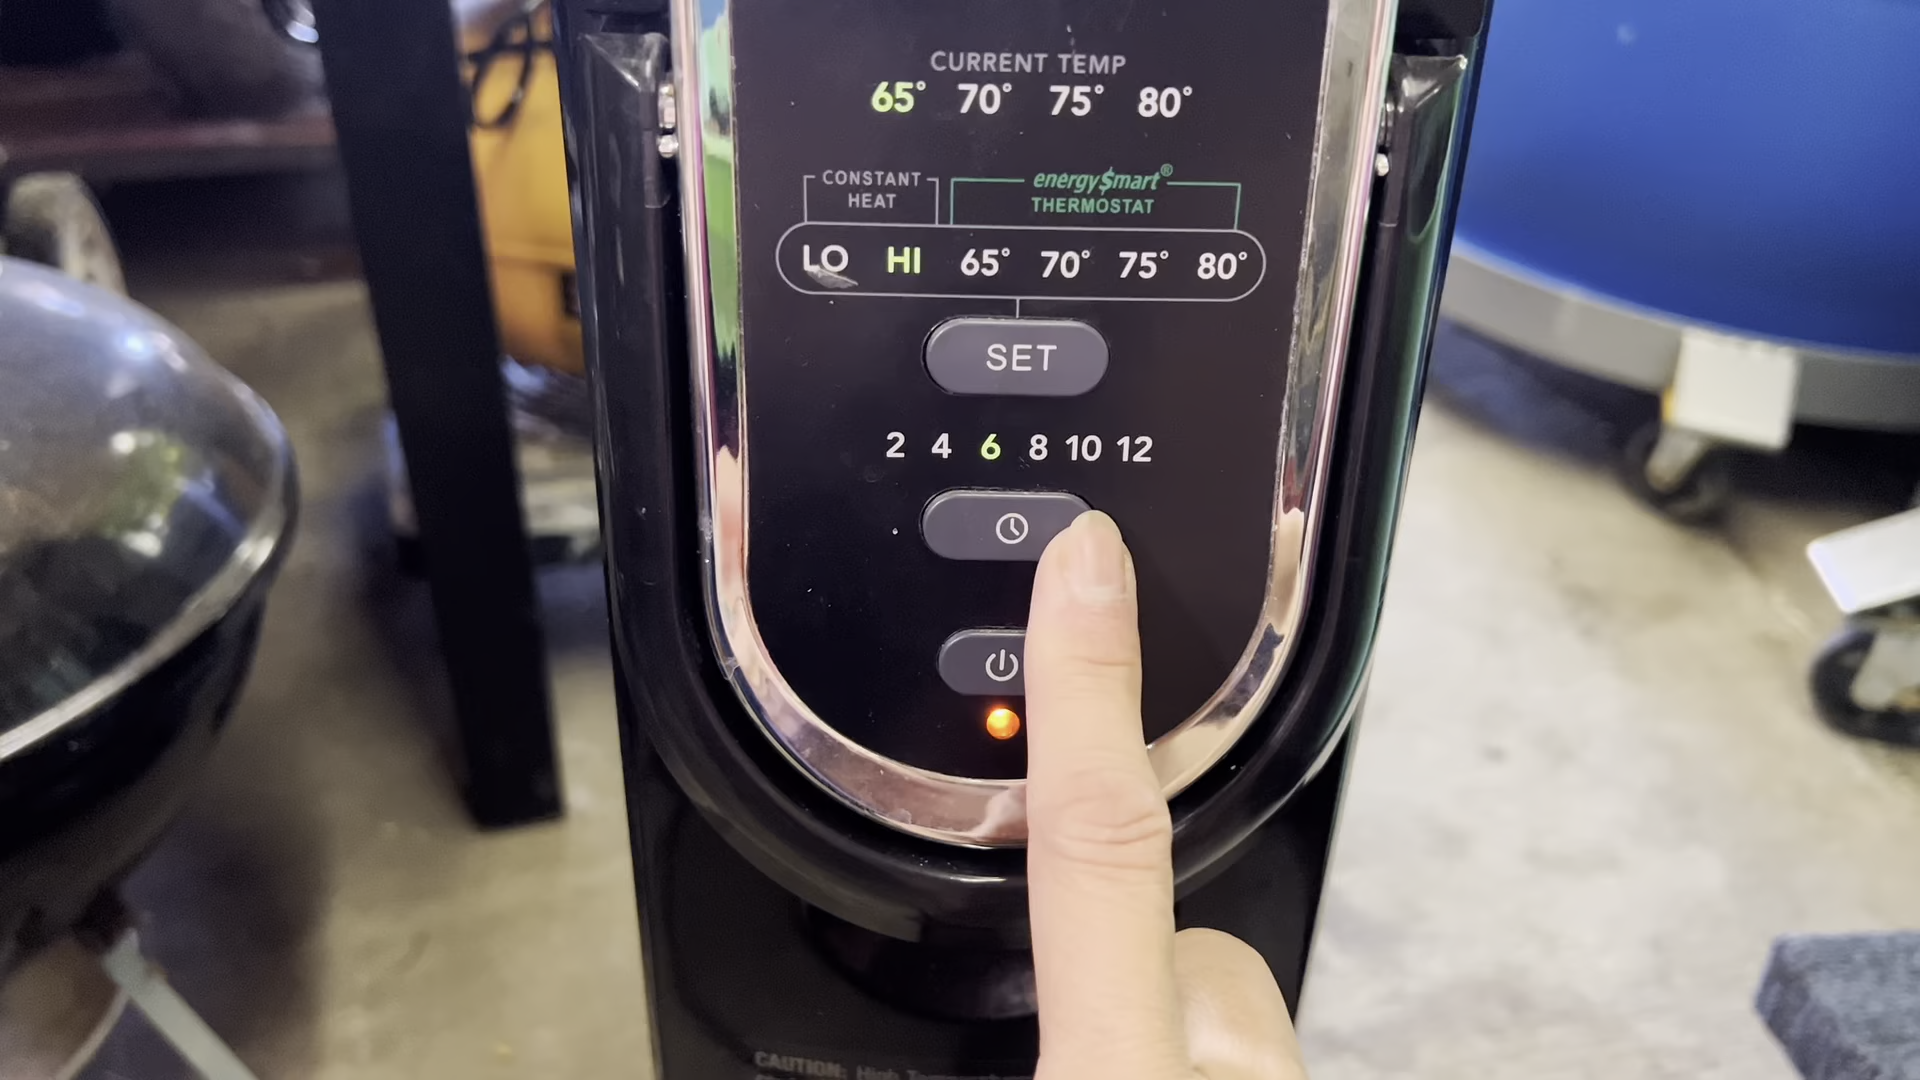 CURRENT TEMP
65° 70° 75° 80°
CONSTANT HEAT
energy$mart®
THERMOSTAT
LO HI 65° 70° 75° 80°
SET
2 4 6 8 10 12
CAUTION: High